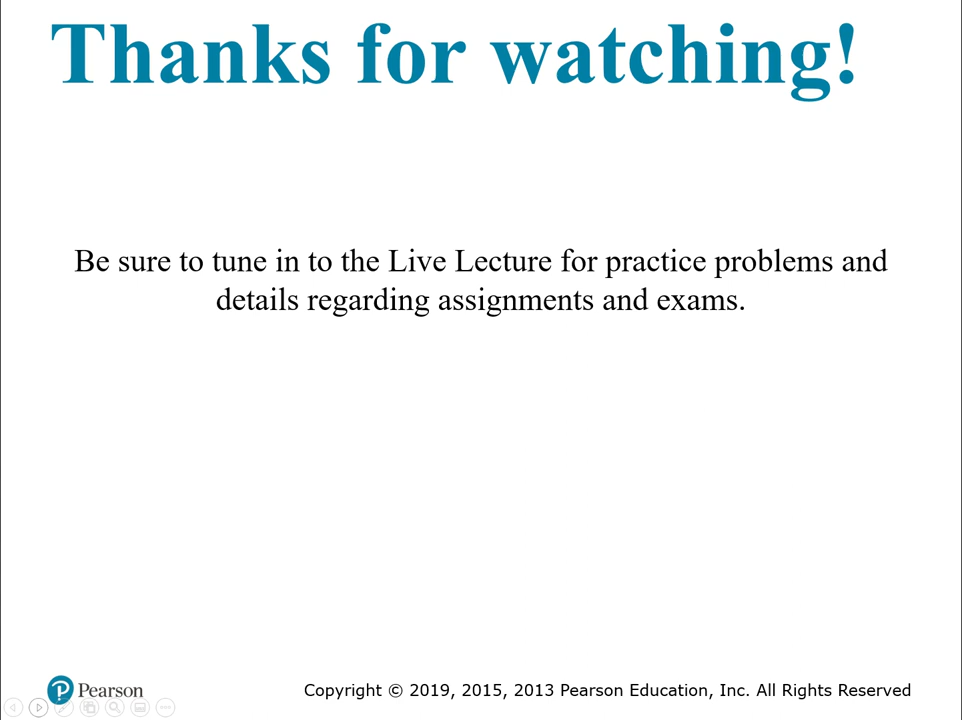 Thanks for watching!
Be sure to tune in to the Live Lecture for practice problems and
details regarding assignments and exams.
Pearson
Copyright © 2019, 2015, 2013 Pearson Education, Inc. All Rights Reserved